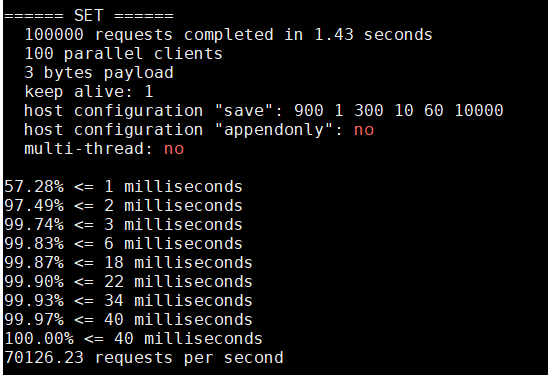 ====== SET ======
100000 requests completed in 1.43 seconds
100 parallel clients
3 bytes payload
keep alive: 1
host configuration "save": 900 1 300 10 60 10000
host configuration "appendonly": no
multi-thread: no
57.28% <= 1 milliseconds
97.49% <= 2 milliseconds
99.74% <= 3 milliseconds
99.83% <= 6 milliseconds
99.87% <= 18 milliseconds
99.90% <= 22 milliseconds
99.93% <= 34 milliseconds
99.97% <= 40 milliseconds
100.00% <= 40 milliseconds
70126.23 requests per second